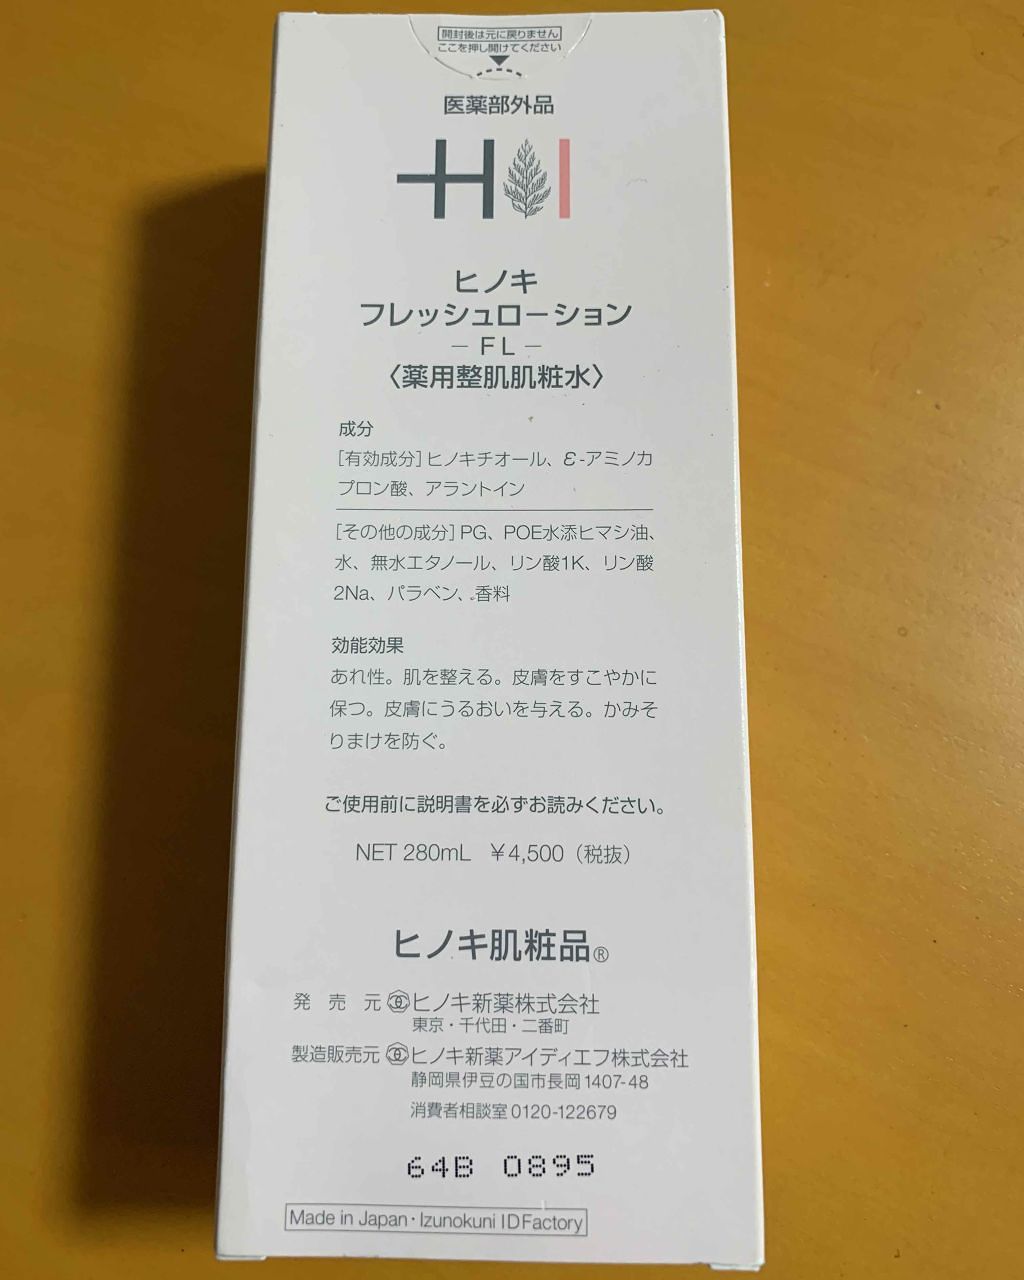 開封後は元に戻りません
ここを押し開けてください
医薬部外品
HI
ヒノキ
フレッシュローション
－FL－
〈薬用整肌肌粧水〉
成分
[有効成分]ヒノキチオール、ε-アミノカ
プロン酸、アラントイン
[その他の成分]PG、POE水添ヒマシ油、
水、無水エタノール、リン酸1K、リン酸
2Na、パラベン、香料
効能効果
あれ性。肌を整える。皮膚をすこやかに
保つ。皮膚にうるおいを与える。かみそ
りまけを防ぐ。
ご使用前に説明書を必ずお読みください。
NET 280mL ￥4,500（税抜）
ヒノキ肌粧品®
発売元 ヒノキ新薬株式会社
東京・千代田・二番町
製造販売元 ヒノキ新薬アイディエフ株式会社
静岡県伊豆の国市長岡1407-48
消費者相談室0120-122679
64B 0895
Made in Japan・Izunokuni IDFactory